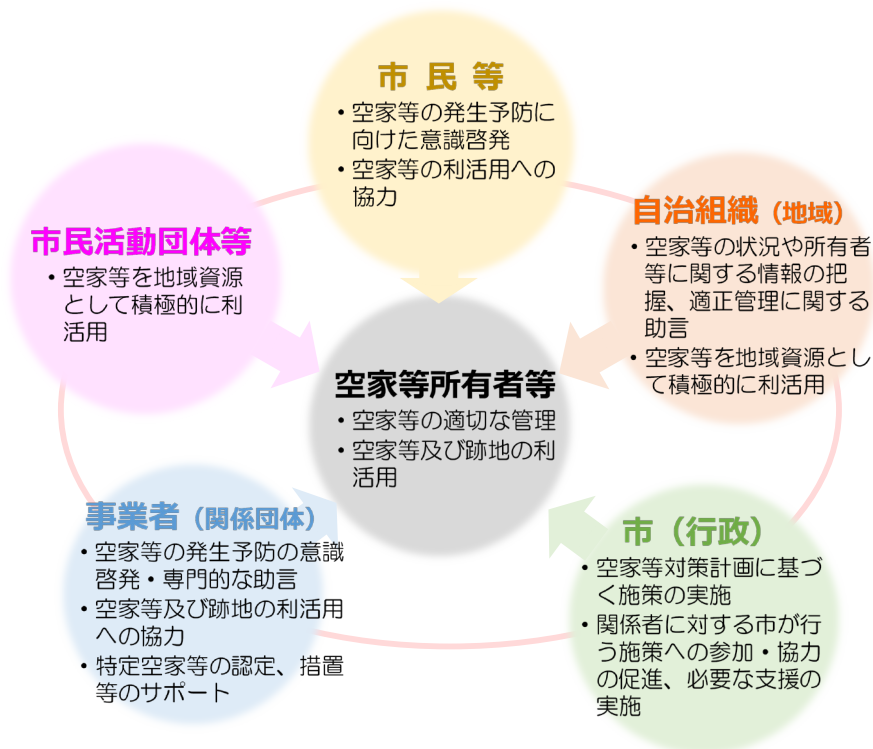 市 民 等
・空家等の発生予防に
向けた意識啓発
・空家等の利活用への
協力
自治組織（地域）
・空家等の状況や所有者
等に関する情報の把
握、適正管理に関する
助言
・空家等を地域資源とし
て積極的に利活用
市民活動団体等
・空家等を地域資源
として積極的に利
活用
空家等所有者等
・空家等の適切な管理
・空家等及び跡地の利
活用
事業者（関係団体）
・空家等の発生予防の意識
啓発・専門的な助言
・空家等及び跡地の利活用
への協力
・特定空家等の認定、措置
等のサポート
市（行政）
・空家等対策計画に基づ
く施策の実施
・関係者に対する市が行
う施策への参加・協力
の促進、必要な支援の
実施